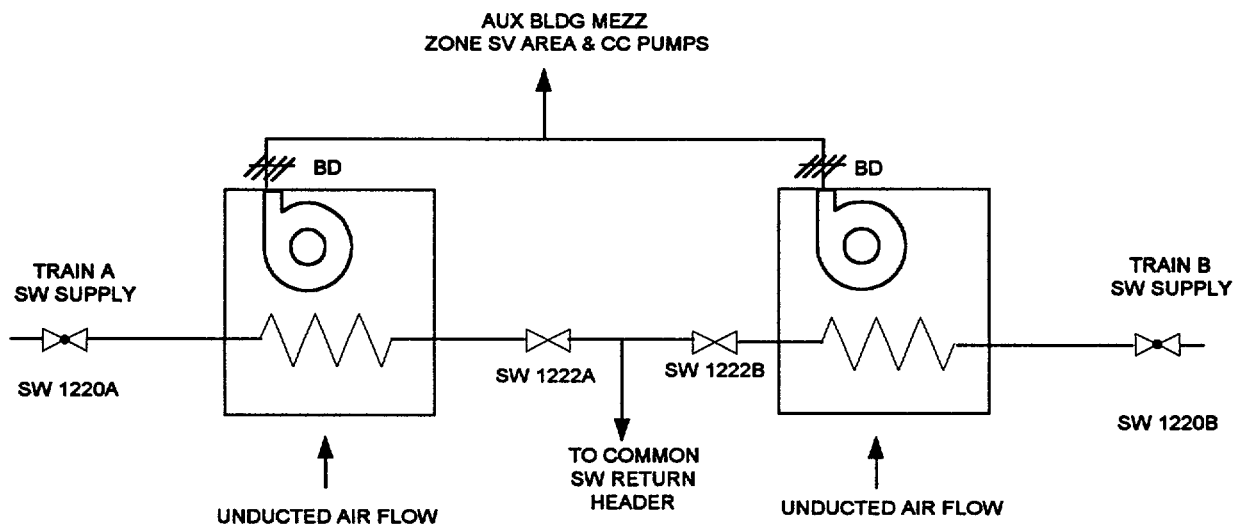 AUX BLDG MEZZ
ZONE SV AREA & CC PUMPS
BD
BD
TRAIN A
SW SUPPLY
TRAIN B
SW SUPPLY
SW 1220A
SW 1222A
SW 1222B
SW 1220B
TO COMMON
SW RETURN
HEADER
UNDUCTED AIR FLOW
UNDUCTED AIR FLOW